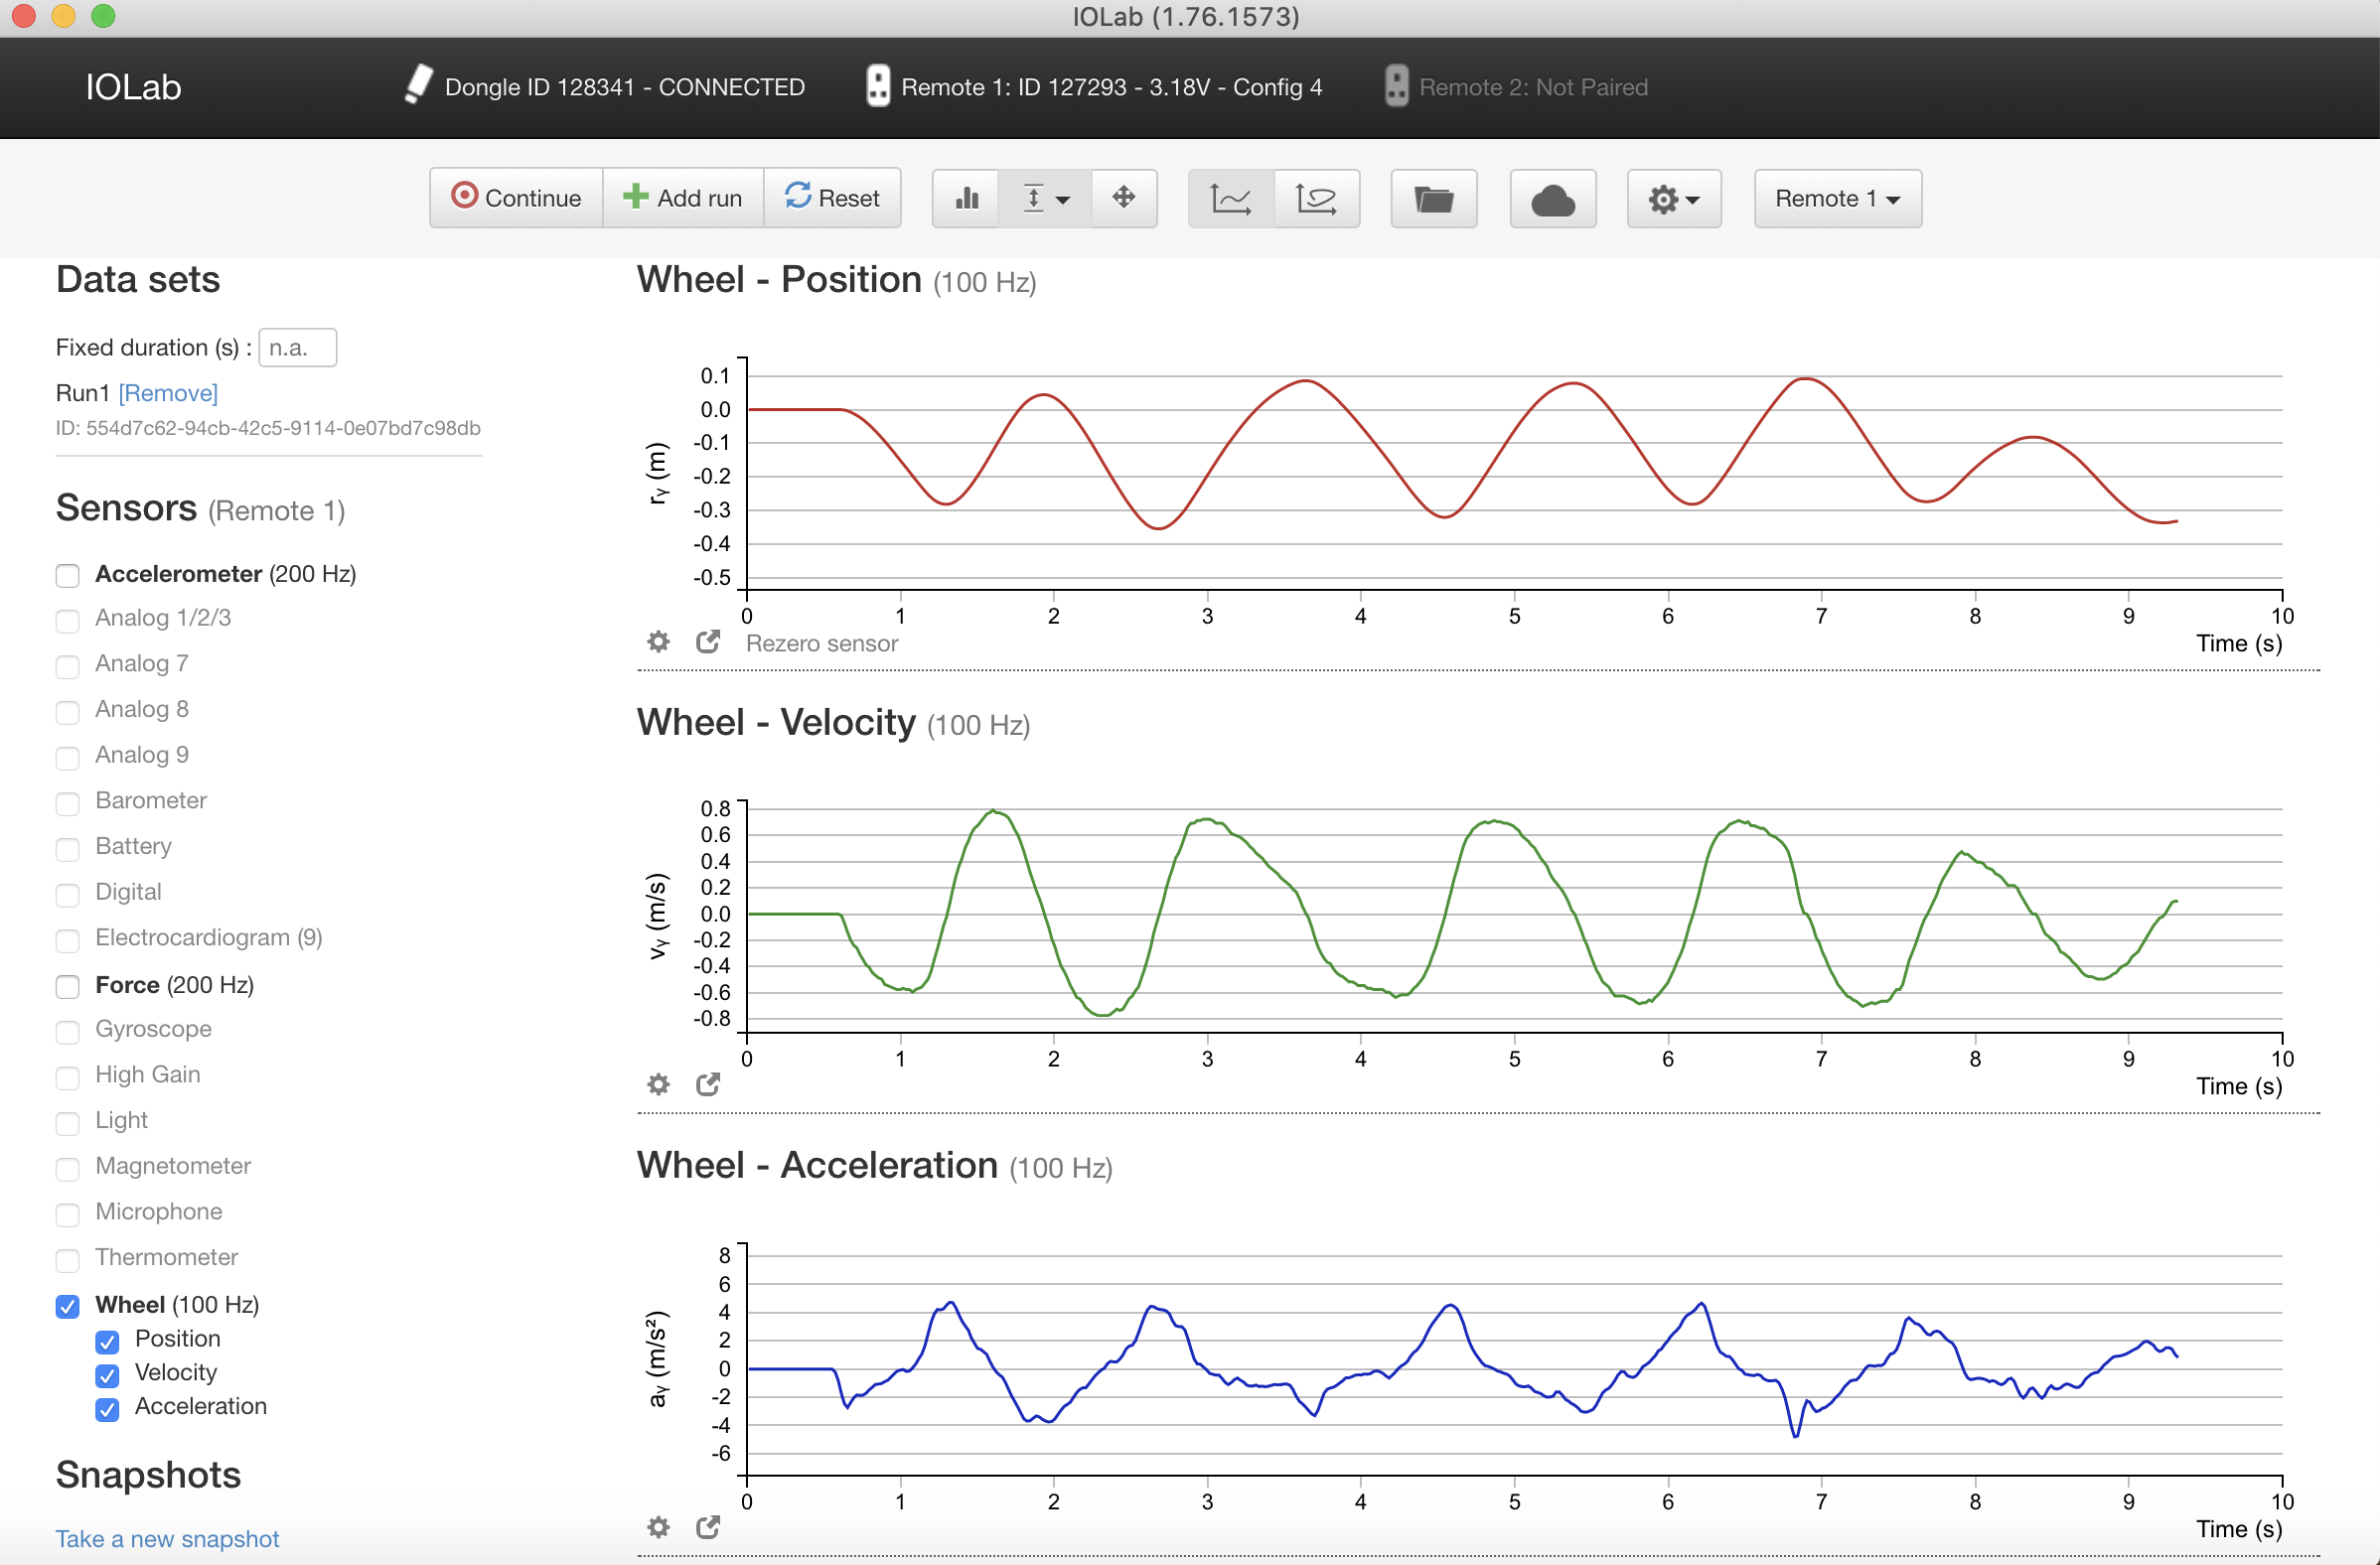 IOLab (1.76.1573)
IOLab
Dongle ID 128341 - CONNECTED
Remote 1: ID 127293 - 3.18V - Config 4
Remote 2: Not Paired
Continue
Add run
Reset
Remote 1
Data sets
Fixed duration (s) : n.a.
Run1 [Remove]
ID: 554d7c62-94cb-42c5-9114-0e07bd7c98db
Sensors (Remote 1)
Accelerometer (200 Hz)
Analog 1/2/3
Analog 7
Analog 8
Analog 9
Barometer
Battery
Digital
Electrocardiogram (9)
Force (200 Hz)
Gyroscope
High Gain
Light
Magnetometer
Microphone
Thermometer
Wheel (100 Hz)
Position
Velocity
Acceleration
Snapshots
Take a new snapshot
Wheel - Position (100 Hz)
rᵧ (m)
0.1
0.0
-0.1
-0.2
-0.3
-0.4
-0.5
0 1 2 3 4 5 6 7 8 9 10
Time (s)
Rezero sensor
Wheel - Velocity (100 Hz)
vᵧ (m/s)
0.8
0.6
0.4
0.2
0.0
-0.2
-0.4
-0.6
-0.8
0 1 2 3 4 5 6 7 8 9 10
Time (s)
Wheel - Acceleration (100 Hz)
aᵧ (m/s²)
8
6
4
2
0
-2
-4
-6
0 1 2 3 4 5 6 7 8 9 10
Time (s)